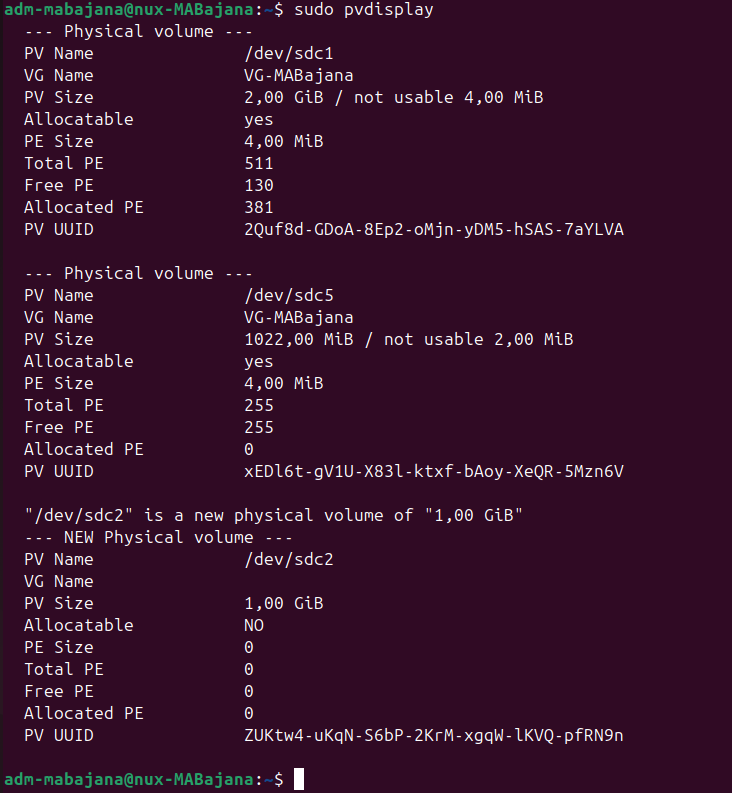 adm-mabajana@nux-MABajana:~$ sudo pvdisplay
--- Physical volume ---
PV Name /dev/sdc1
VG Name VG-MABajana
PV Size 2,00 GiB / not usable 4,00 MiB
Allocatable yes
PE Size 4,00 MiB
Total PE 511
Free PE 130
Allocated PE 381
PV UUID 2Quf8d-GDoA-8Ep2-oMjn-yDM5-hSAS-7aYLVA
--- Physical volume ---
PV Name /dev/sdc5
VG Name VG-MABajana
PV Size 1022,00 MiB / not usable 2,00 MiB
Allocatable yes
PE Size 4,00 MiB
Total PE 255
Free PE 255
Allocated PE 0
PV UUID xEDl6t-gV1U-X83l-ktxf-bAoy-XeQR-5Mzn6V
"/dev/sdc2" is a new physical volume of "1,00 GiB"
--- NEW Physical volume ---
PV Name /dev/sdc2
VG Name
PV Size 1,00 GiB
Allocatable NO
PE Size 0
Total PE 0
Free PE 0
Allocated PE 0
PV UUID ZUKtw4-uKqN-S6bP-2KrM-xgqW-lKVQ-pfRN9n
adm-mabajana@nux-MABajana:~$